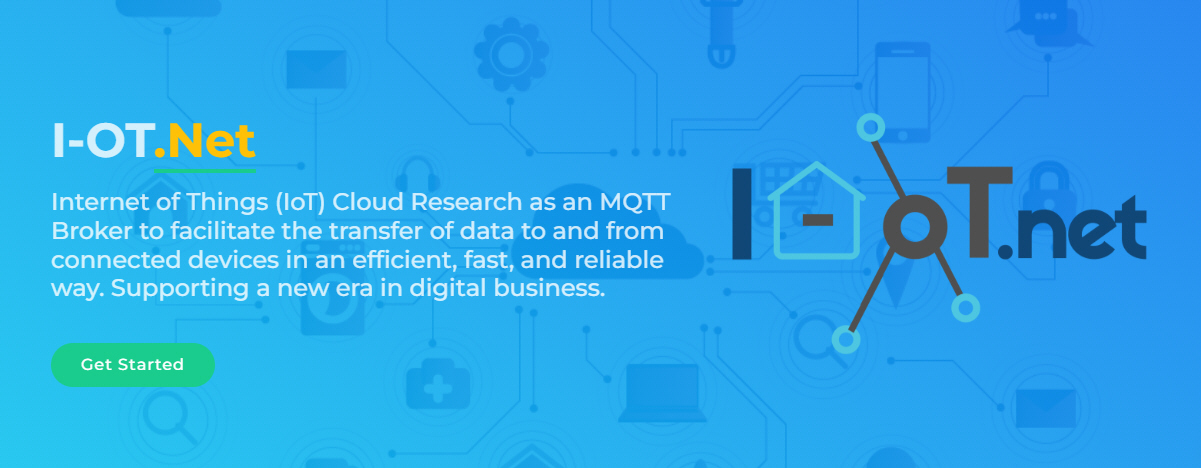 I-OT.Net
Internet of Things (IoT) Cloud Research as an MQTT
Broker to facilitate the transfer of data to and from
connected devices in an efficient, fast, and reliable
way. Supporting a new era in digital business.
Get Started
I-oT.net